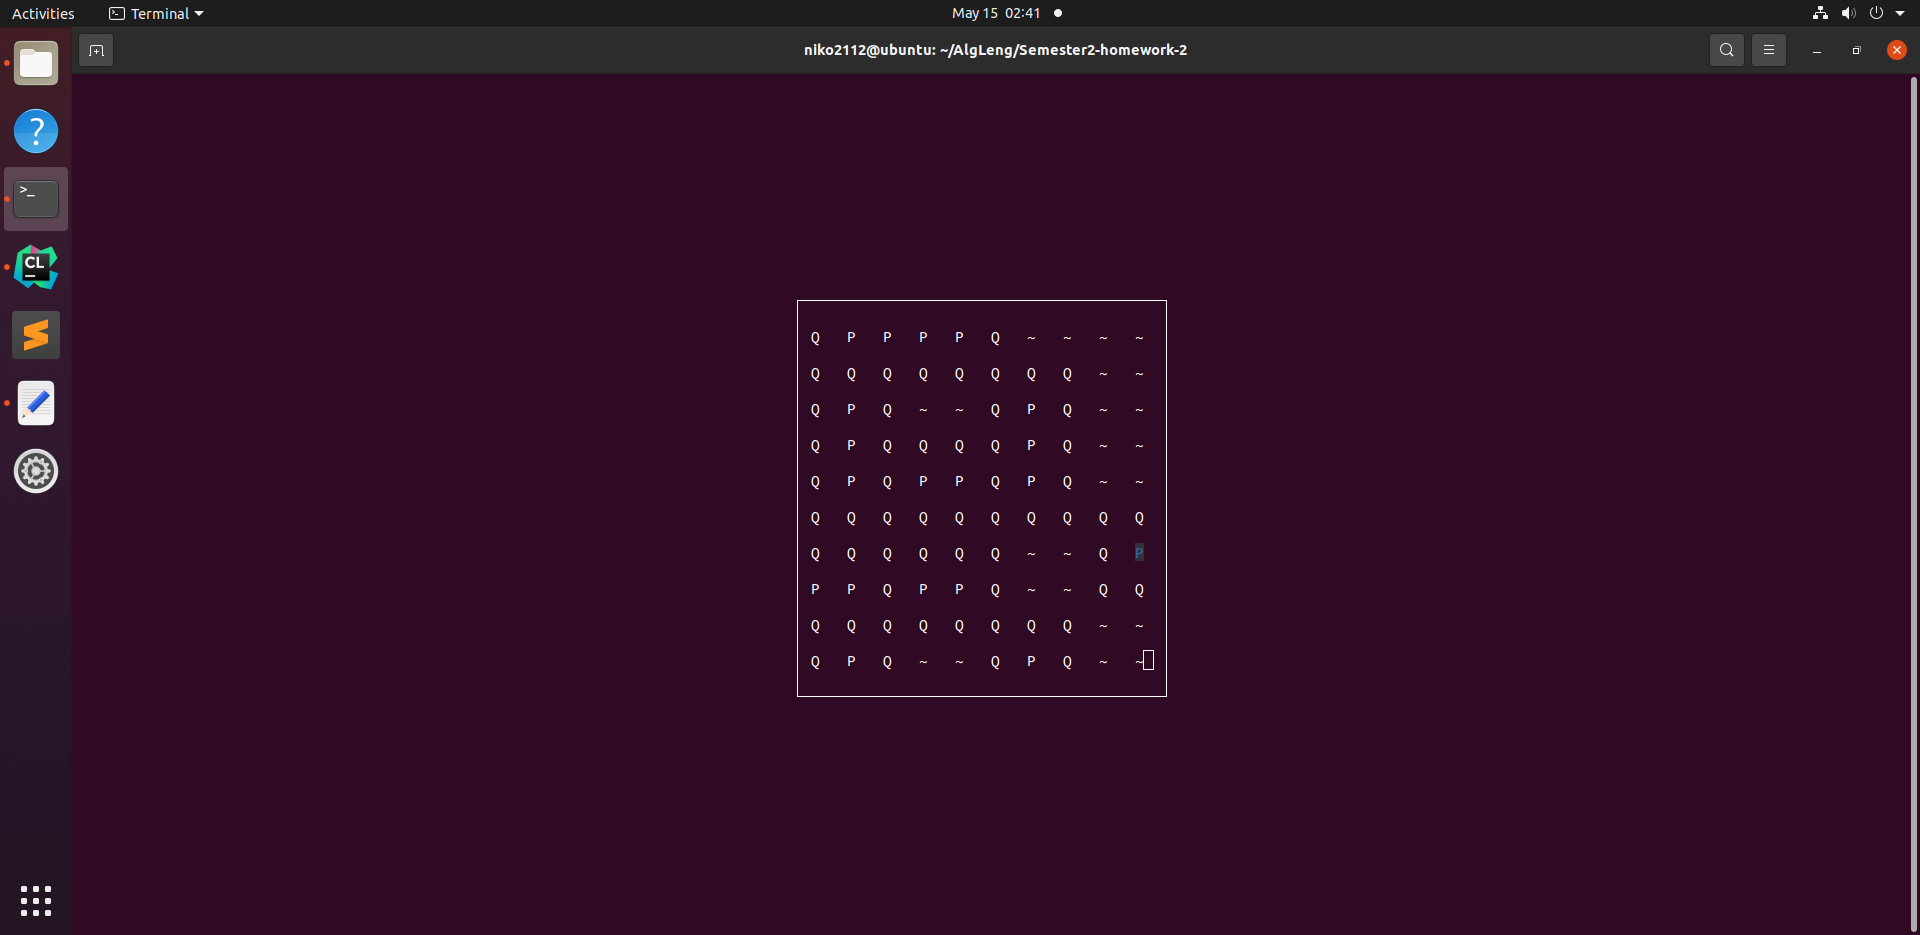 Activities Terminal May 15 02:41
niko2112@ubuntu: ~/AlgLeng/Semester2-homework-2
?
>_
CL
Q P P P P Q ~ ~ ~ ~
Q Q Q Q Q Q Q Q ~ ~
Q P Q ~ ~ Q P Q ~ ~
Q P Q Q Q Q P Q ~ ~
Q P Q P P Q P Q ~ ~
Q Q Q Q Q Q Q Q Q Q
Q Q Q Q Q Q ~ ~ Q P
P P Q P P Q ~ ~ Q Q
Q Q Q Q Q Q Q Q ~ ~
Q P Q ~ ~ Q P Q ~ ~